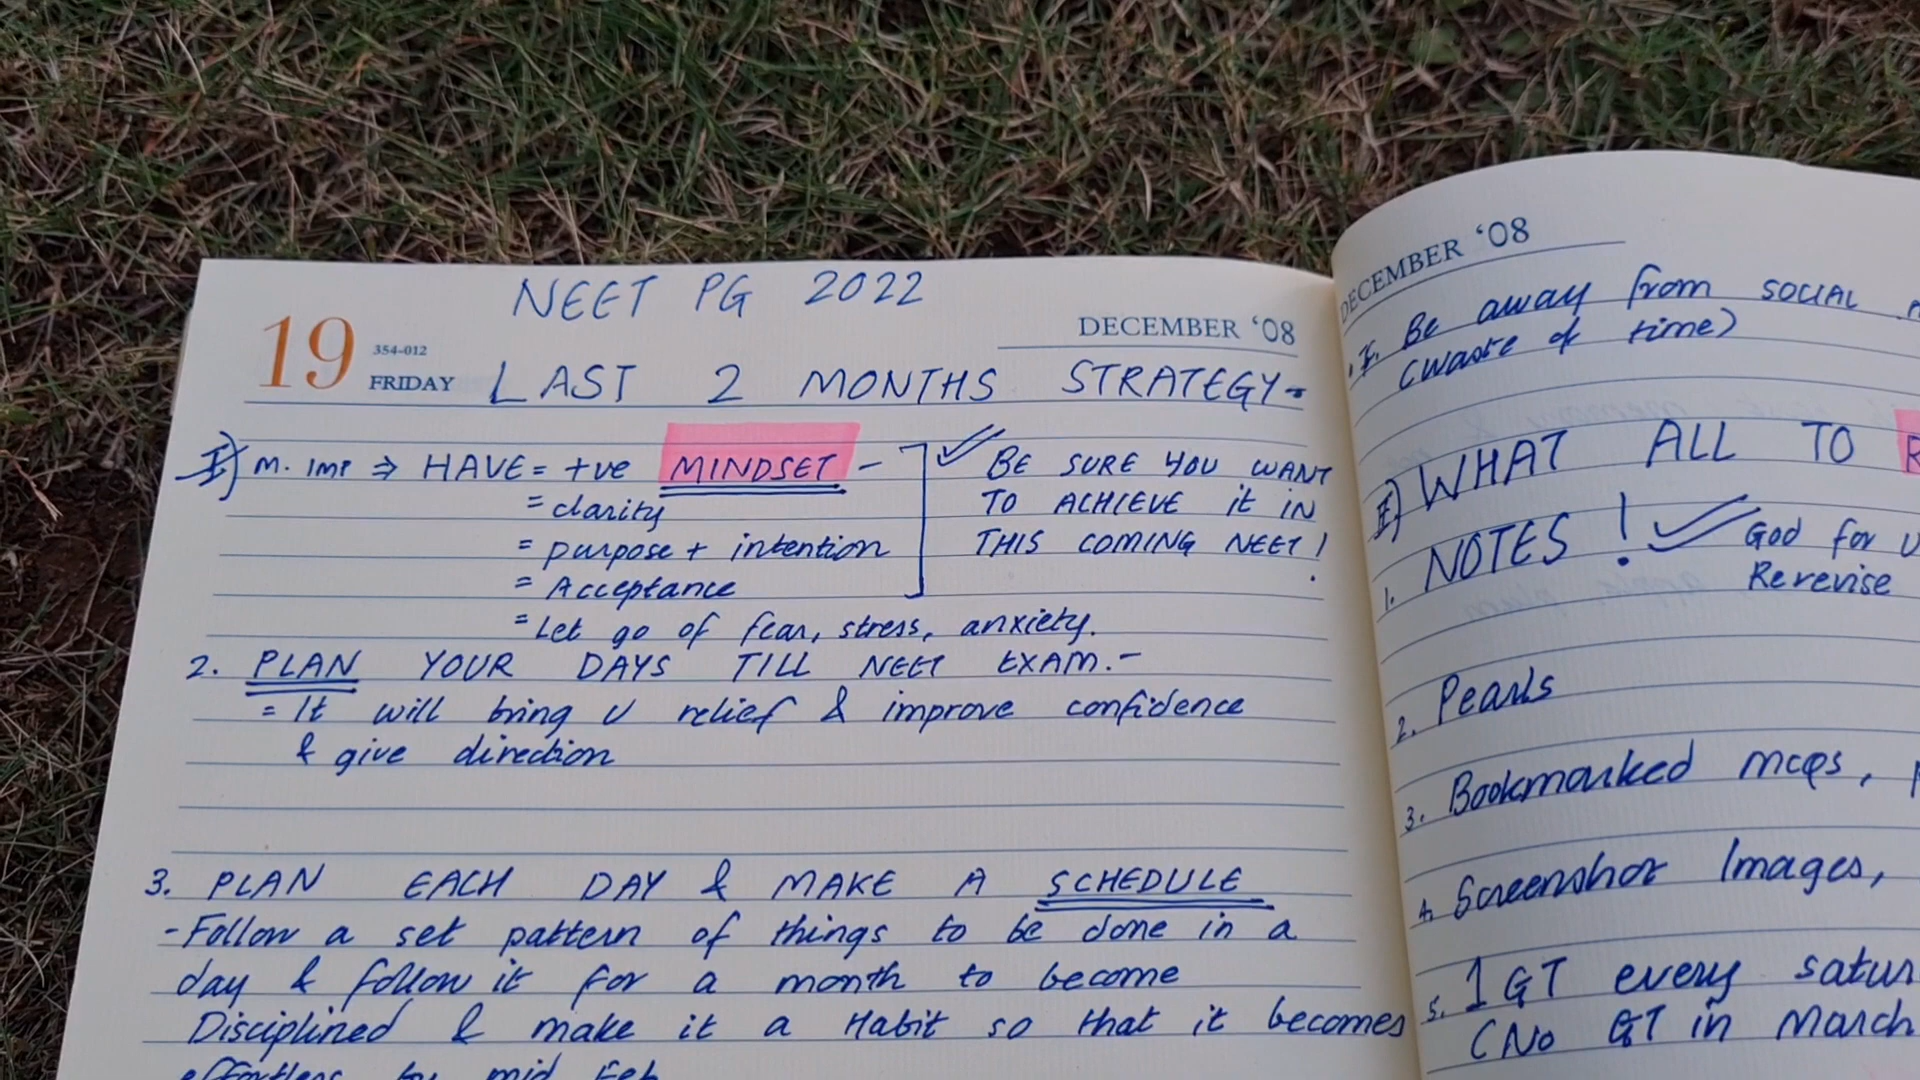 NEET PG 2022
19
354-012
FRIDAY
DECEMBER '08
LAST 2 MONTHS STRATEGY-
I) M. IMP ⇒ HAVE = +ve MINDSET -
= clarity
= purpose + intention
= Acceptance
= Let go of fear, stress, anxiety.
BE SURE YOU WANT
TO ACHIEVE it IN
THIS COMING NEET!
2. PLAN YOUR DAYS TILL NEET EXAM.-
= It will bring U relief & improve confidence
& give direction
3. PLAN EACH DAY & MAKE A SCHEDULE
- Follow a set pattern of things to be done in a
day & follow it for a month to become
Disciplined & make it a Habit so that it becomes
effortless by mid Feb
DECEMBER '08
Be away from SOCIAL
(waste of time)
II) WHAT ALL TO
1. NOTES! God for U
Rerevise
2. Pearls
3. Bookmarked mcqs,
4. Screenshot Images,
5. 1 GT every satur
(No GT in March